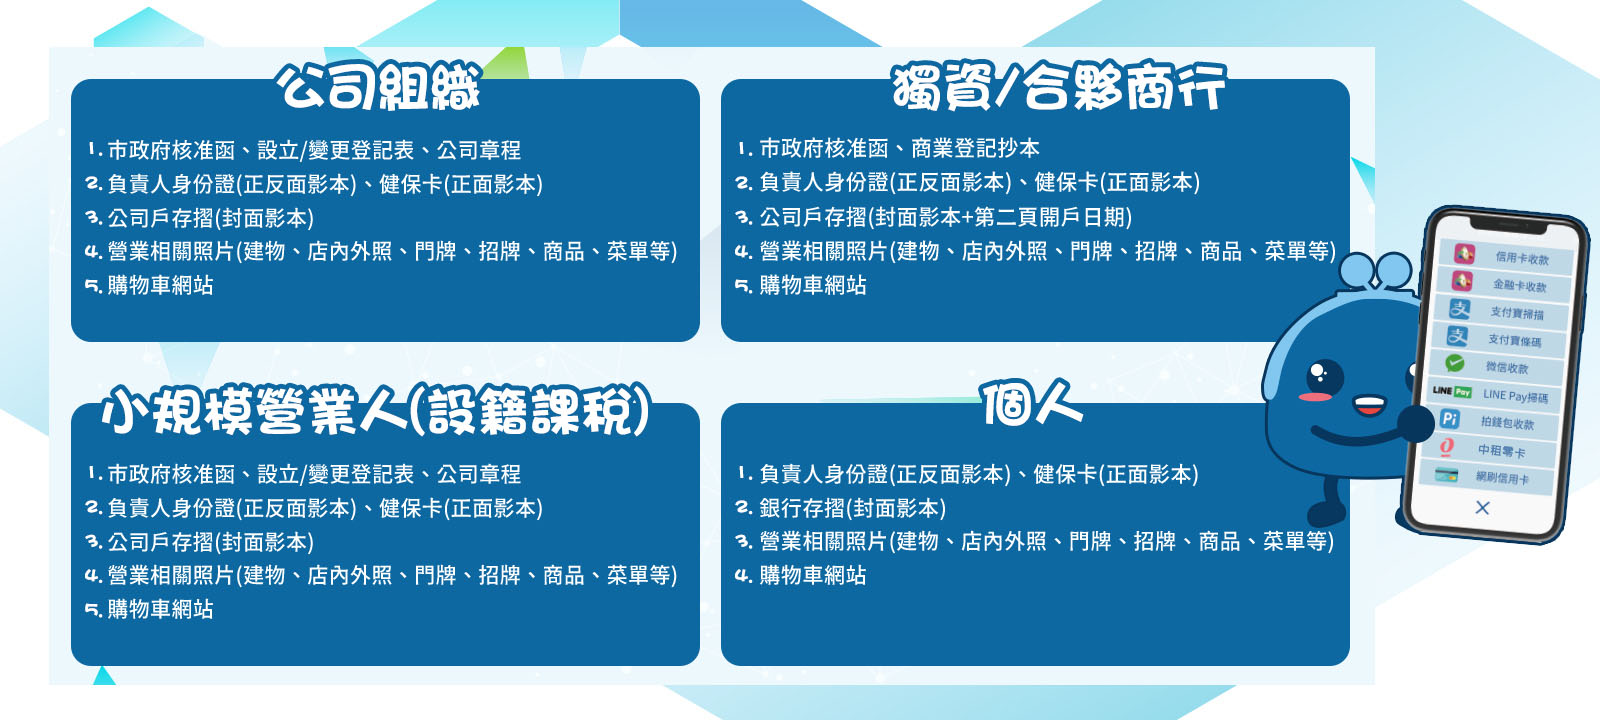 公司組織
1. 市政府核准函、設立/變更登記表、公司章程
2. 負責人身份證(正反面影本)、健保卡(正面影本)
3. 公司戶存摺(封面影本)
4. 營業相關照片(建物、店內外照、門牌、招牌、商品、菜單等)
5. 購物車網站
獨資/合夥商行
1. 市政府核准函、商業登記抄本
2. 負責人身份證(正反面影本)、健保卡(正面影本)
3. 公司戶存摺(封面影本+第二頁開戶日期)
4. 營業相關照片(建物、店內外照、門牌、招牌、商品、菜單等)
5. 購物車網站
小規模營業人(設籍課稅)
1. 市政府核准函、設立/變更登記表、公司章程
2. 負責人身份證(正反面影本)、健保卡(正面影本)
3. 公司戶存摺(封面影本)
4. 營業相關照片(建物、店內外照、門牌、招牌、商品、菜單等)
5. 購物車網站
個人
1. 負責人身份證(正反面影本)、健保卡(正面影本)
2. 銀行存摺(封面影本)
3. 營業相關照片(建物、店內外照、門牌、招牌、商品、菜單等)
4. 購物車網站
信用卡收款
金融卡收款
支 支付寶掃描
支 支付寶條碼
微信收款
LINE Pay LINE Pay掃碼
Pi 拍錢包收款
中租零卡
網刷信用卡
×